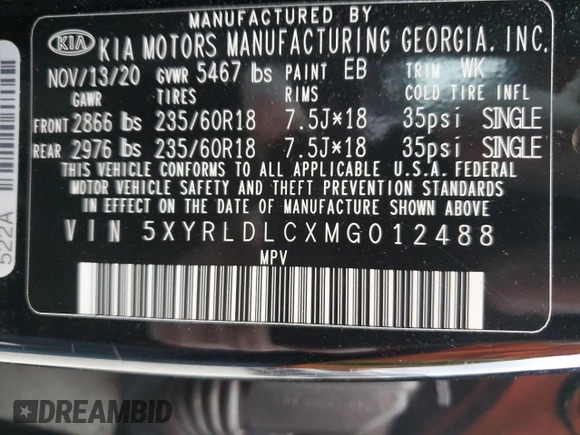 MANUFACTURED BY
KIA KIA MOTORS MANUFACTURING GEORGIA, INC.
NOV/13/20 GVWR 5467 lbs PAINT EB TRIM WK
GAWR TIRES RIMS COLD TIRE INFL
FRONT 2866 lbs 235/60R18 7.5J*18 35psi SINGLE
REAR 2976 lbs 235/60R18 7.5J*18 35psi SINGLE
THIS VEHICLE CONFORMS TO ALL APPLICABLE U.S.A. FEDERAL
MOTOR VEHICLE SAFETY AND THEFT PREVENTION STANDARDS
IN EFFECT ON THE DATE OF MANUFACTURE SHOWN ABOVE.
VIN 5XYRLDLCXMG012488
MPV
522A
DREAMBID